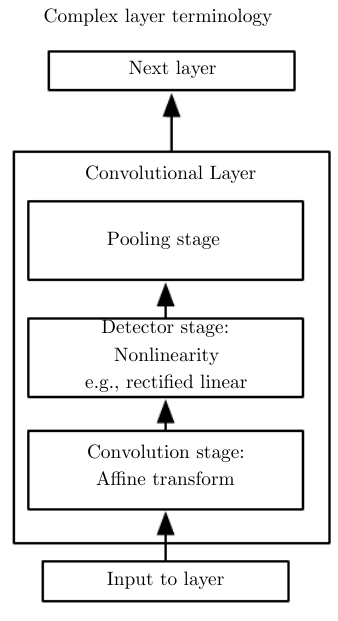 Complex layer terminology
Next layer
Convolutional Layer
Pooling stage
Detector stage:
Nonlinearity
e.g., rectified linear
Convolution stage:
Affine transform
Input to layer